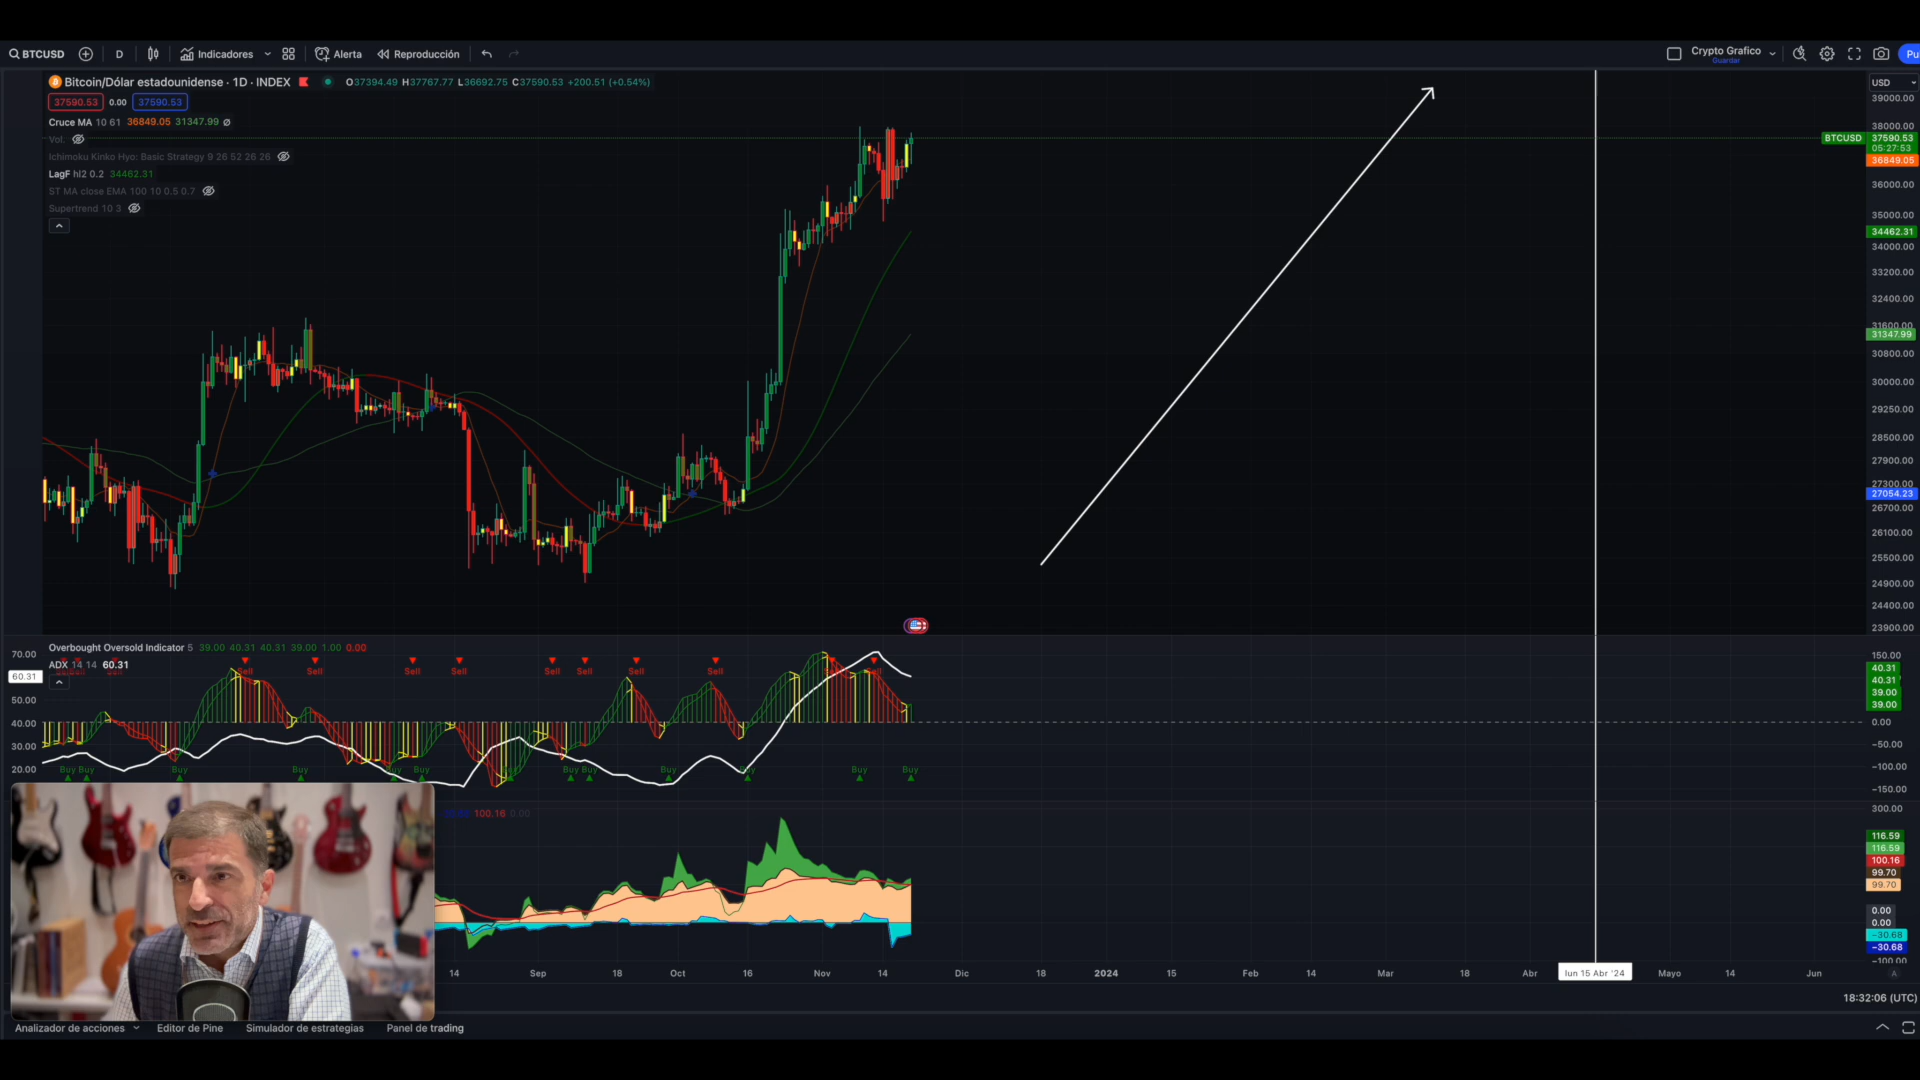 BTCUSD D Indicadores Alerta Reproducción Crypto Grafico Guardar Pu
Bitcoin/Dólar estadounidense · 1D · INDEX O37394.49 H37767.77 L36692.75 C37590.53 +200.51 (+0.54%)
37590.53 0.00 37590.53
Cruce MA 10 61 36849.05 31347.99 ∅
Vol.
Ichimoku Kinko Hyo: Basic Strategy 9 26 52 26 26
LagF hl2 0.2 34462.31
ST MA close EMA 100 10 0.5 0.7
Supertrend 10 3
USD
39000.00
38000.00
BTCUSD 37590.53
05:27:53
36849.05
36000.00
35000.00
34462.31
34000.00
33200.00
32400.00
31600.00
31347.99
30800.00
30000.00
29250.00
28500.00
27900.00
27300.00
27054.23
26700.00
26100.00
25500.00
24900.00
24400.00
23900.00
Overbought Oversold Indicator 5 39.00 40.31 40.31 39.00 1.00 0.00
ADX 14 14 60.31
70.00
60.31
50.00
40.00
30.00
20.00
Sell Sell Sell Sell Sell Sell Sell Sell
Buy Buy Buy Buy Buy Buy Buy Buy Buy Buy
150.00
40.31
40.31
39.00
39.00
0.00
−50.00
−100.00
−150.00
100.16 0.00
300.00
116.59
116.59
100.16
99.70
99.70
0.00
0.00
−30.68
−30.68
−100.00
14 Sep 18 Oct 16 Nov 14 Dic 18 2024 15 Feb 14 Mar 18 Abr lun 15 Abr '24 Mayo 14 Jun A
18:32:06 (UTC)
Analizador de acciones Editor de Pine Simulador de estrategias Panel de trading